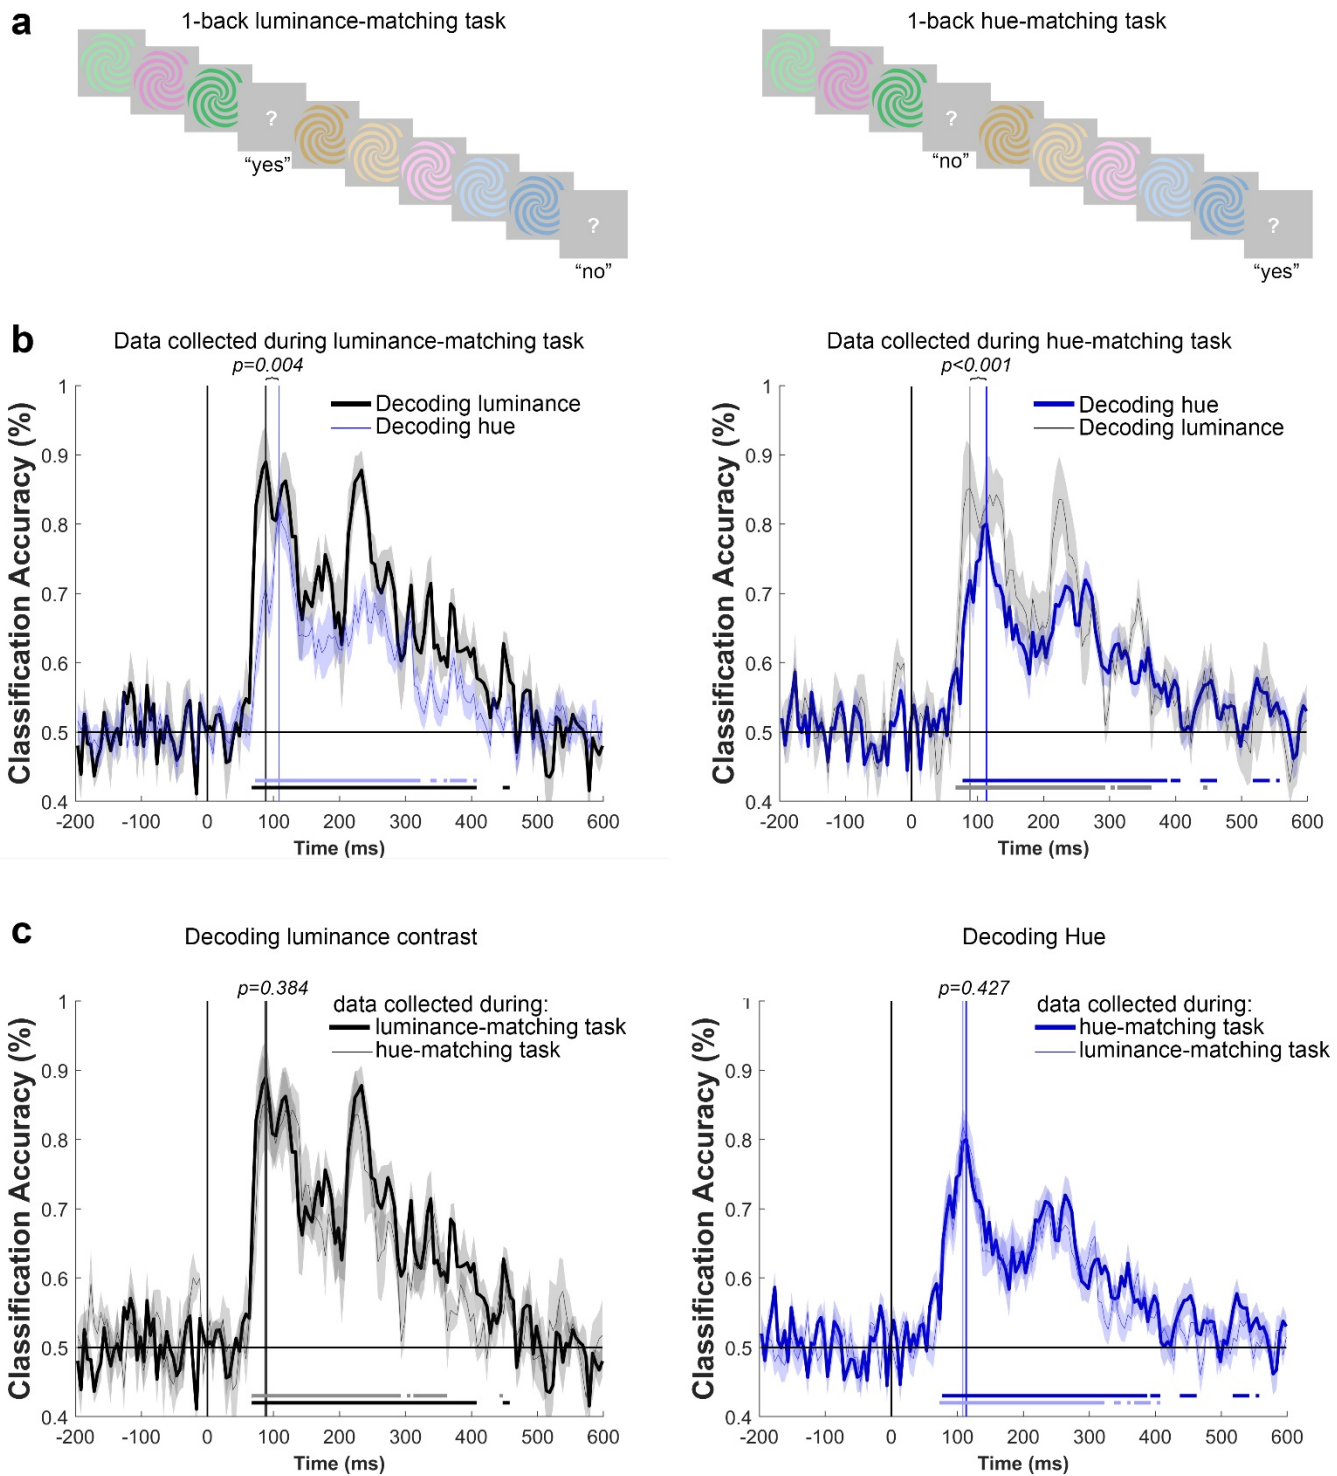 a
1-back luminance-matching task
1-back hue-matching task
?
“yes”
?
“no”
?
“no”
?
“yes”
b
Data collected during luminance-matching task
p=0.004
Classification Accuracy (%)
1
0.9
0.8
0.7
0.6
0.5
0.4
Decoding luminance
Decoding hue
-200 -100 0 100 200 300 400 500 600
Time (ms)
Data collected during hue-matching task
p<0.001
Classification Accuracy (%)
1
0.9
0.8
0.7
0.6
0.5
0.4
Decoding hue
Decoding luminance
-200 -100 0 100 200 300 400 500 600
Time (ms)
c
Decoding luminance contrast
p=0.384
Classification Accuracy (%)
1
0.9
0.8
0.7
0.6
0.5
0.4
data collected during:
luminance-matching task
hue-matching task
-200 -100 0 100 200 300 400 500 600
Time (ms)
Decoding Hue
p=0.427
Classification Accuracy (%)
1
0.9
0.8
0.7
0.6
0.5
0.4
data collected during:
hue-matching task
luminance-matching task
-200 -100 0 100 200 300 400 500 600
Time (ms)